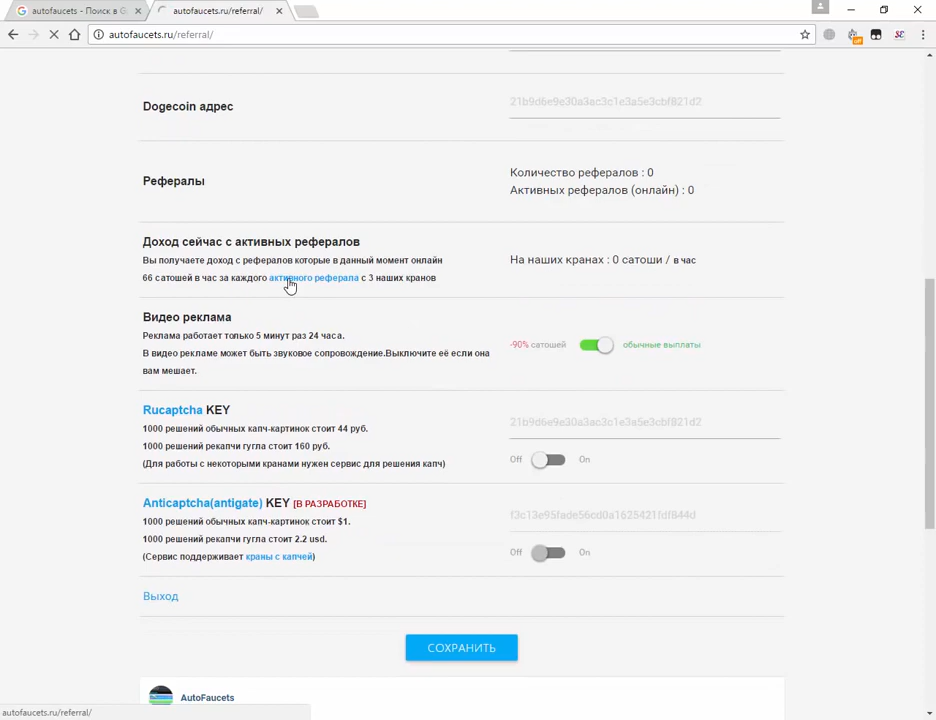 autofaucets - Поиск в G
autofaucets.ru/referral/
autofaucets.ru/referral/
off
Dogecoin адрес
21b9d6e9e30a3ac3c1e3a5e3cbf821d2
Рефералы
Количество рефералов : 0
Активных рефералов (онлайн) : 0
Доход сейчас с активных рефералов
Вы получаете доход с рефералов которые в данный момент онлайн
66 сатошей в час за каждого активного реферала с 3 наших кранов
На наших кранах : 0 сатоши / в час
Видео реклама
Реклама работает только 5 минут раз 24 часа.
В видео рекламе может быть звуковое сопровождение.Выключите её если она
вам мешает.
-90% сатошей
обычные выплаты
Rucaptcha KEY
1000 решений обычных капч-картинок стоит 44 руб.
1000 решений рекапчи гугла стоит 160 руб.
(Для работы с некоторыми кранами нужен сервис для решения капч)
21b9d6e9e30a3ac3c1e3a5e3cbf821d2
Off On
Anticaptcha(antigate) KEY [В РАЗРАБОТКЕ]
1000 решений обычных капч-картинок стоит $1.
1000 решений рекапчи гугла стоит 2.2 usd.
(Сервис поддерживает краны с капчей)
f3c13e95fade56cd0a1625421fdf844d
Off On
Выход
СОХРАНИТЬ
AutoFaucets
autofaucets.ru/referral/